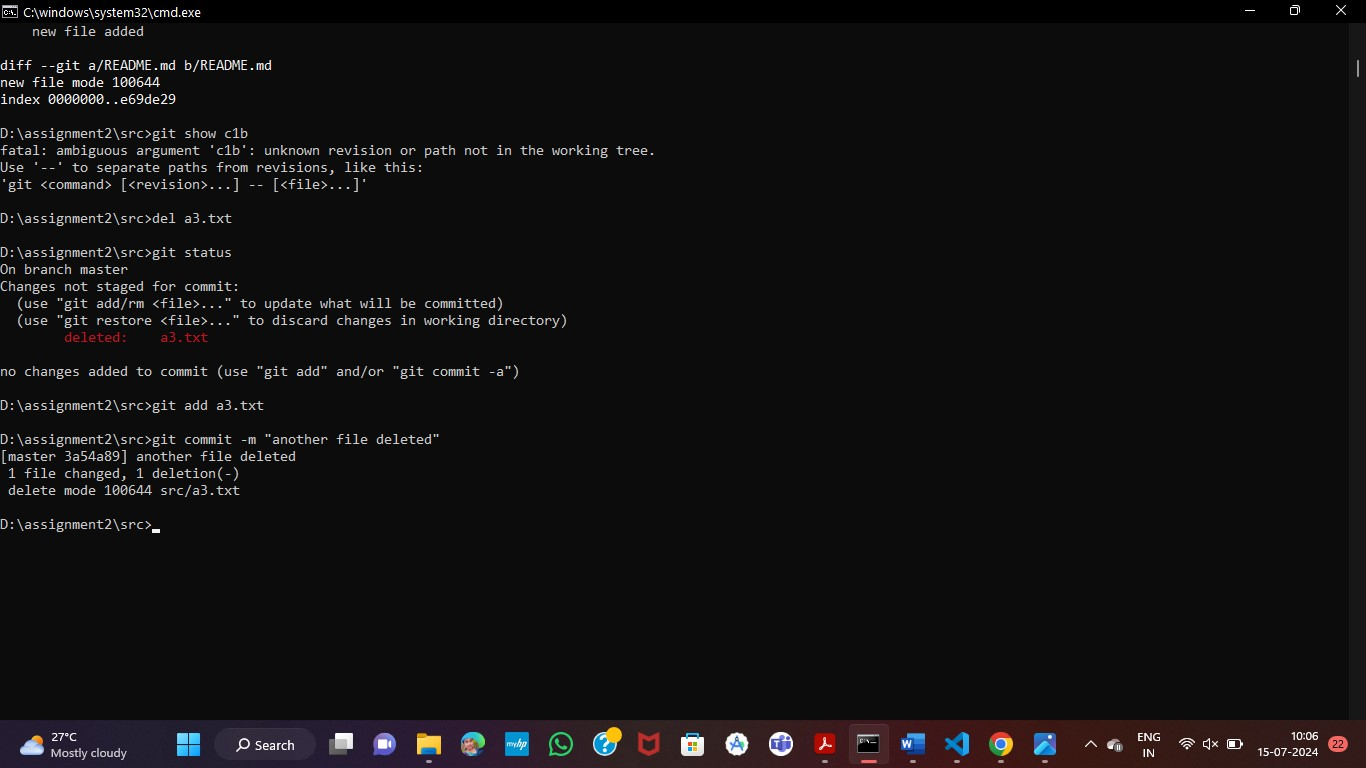 C:\windows\system32\cmd.exe
new file added
diff --git a/README.md b/README.md
new file mode 100644
index 0000000..e69de29
D:\assignment2\src>git show c1b
fatal: ambiguous argument 'c1b': unknown revision or path not in the working tree.
Use '--' to separate paths from revisions, like this:
'git <command> [<revision>...] -- [<file>...]'
D:\assignment2\src>del a3.txt
D:\assignment2\src>git status
On branch master
Changes not staged for commit:
(use "git add/rm <file>..." to update what will be committed)
(use "git restore <file>..." to discard changes in working directory)
deleted:    a3.txt
no changes added to commit (use "git add" and/or "git commit -a")
D:\assignment2\src>git add a3.txt
D:\assignment2\src>git commit -m "another file deleted"
[master 3a54a89] another file deleted
1 file changed, 1 deletion(-)
delete mode 100644 src/a3.txt
D:\assignment2\src>
27°C
Mostly cloudy
Search
myhp
ENG
IN
10:06
15-07-2024
22